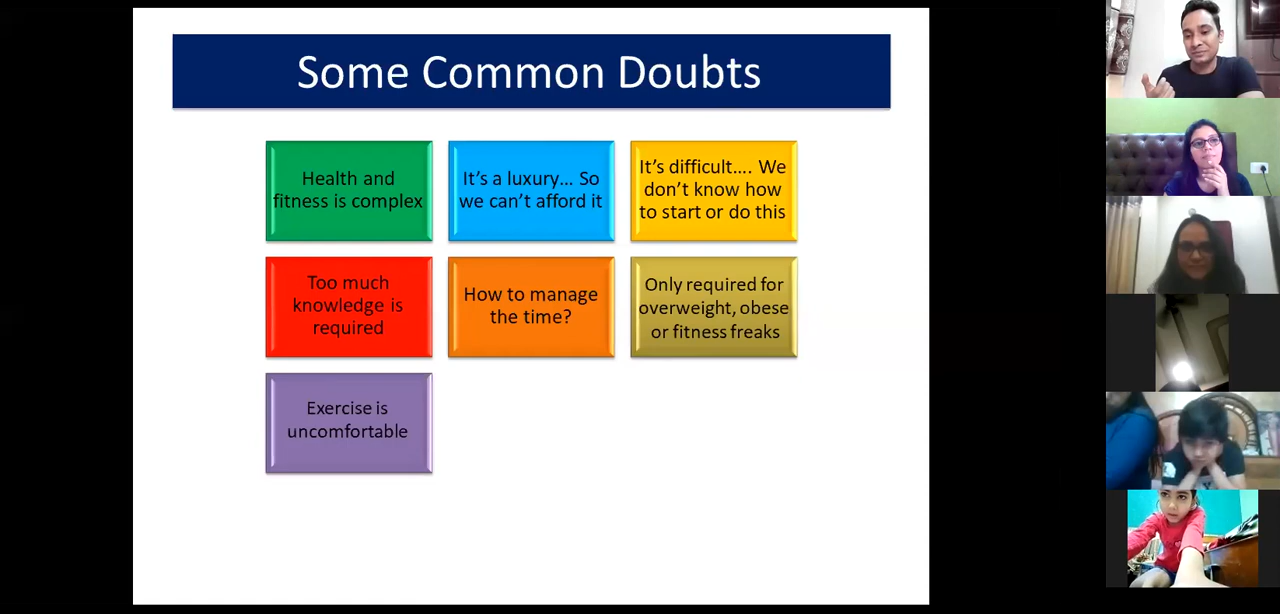 Some Common Doubts
Health and
fitness is complex
It's a luxury... So
we can't afford it
It's difficult.... We
don't know how
to start or do this
Too much
knowledge is
required
How to manage
the time?
Only required for
overweight, obese
or fitness freaks
Exercise is
uncomfortable